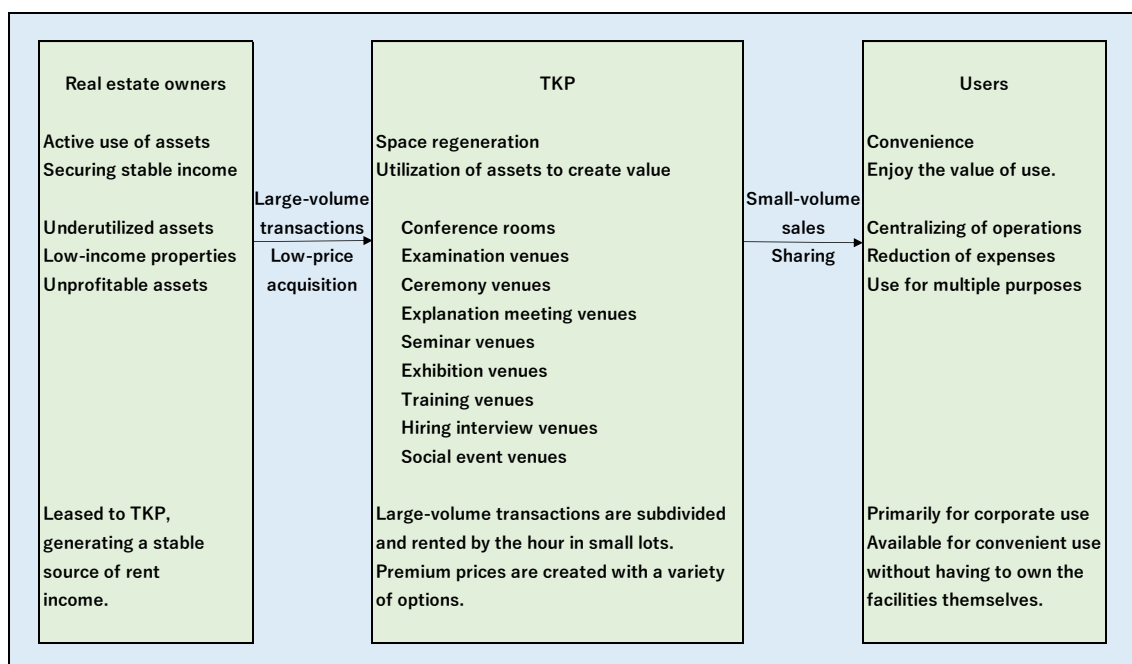 Real estate owners
Active use of assets
Securing stable income
Underutilized assets
Low-income properties
Unprofitable assets
Leased to TKP,
generating a stable
source of rent
income.
Large-volume
transactions
Low-price
acquisition
TKP
Space regeneration
Utilization of assets to create value
Conference rooms
Examination venues
Ceremony venues
Explanation meeting venues
Seminar venues
Exhibition venues
Training venues
Hiring interview venues
Social event venues
Large-volume transactions are subdivided
and rented by the hour in small lots.
Premium prices are created with a variety
of options.
Small-volume
sales
Sharing
Users
Convenience
Enjoy the value of use.
Centralizing of operations
Reduction of expenses
Use for multiple purposes
Primarily for corporate use
Available for convenient use
without having to own the
facilities themselves.